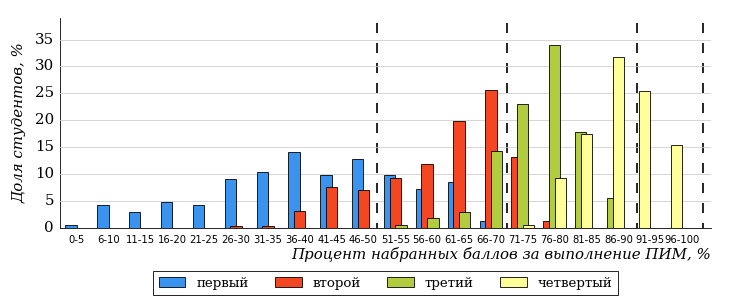 Доля студентов, %
35
30
25
20
15
10
5
0
0-5 6-10 11-15 16-20 21-25 26-30 31-35 36-40 41-45 46-50 51-55 56-60 61-65 66-70 71-75 76-80 81-85 86-90 91-95 96-100
Процент набранных баллов за выполнение ПИМ, %
первый второй третий четвертый